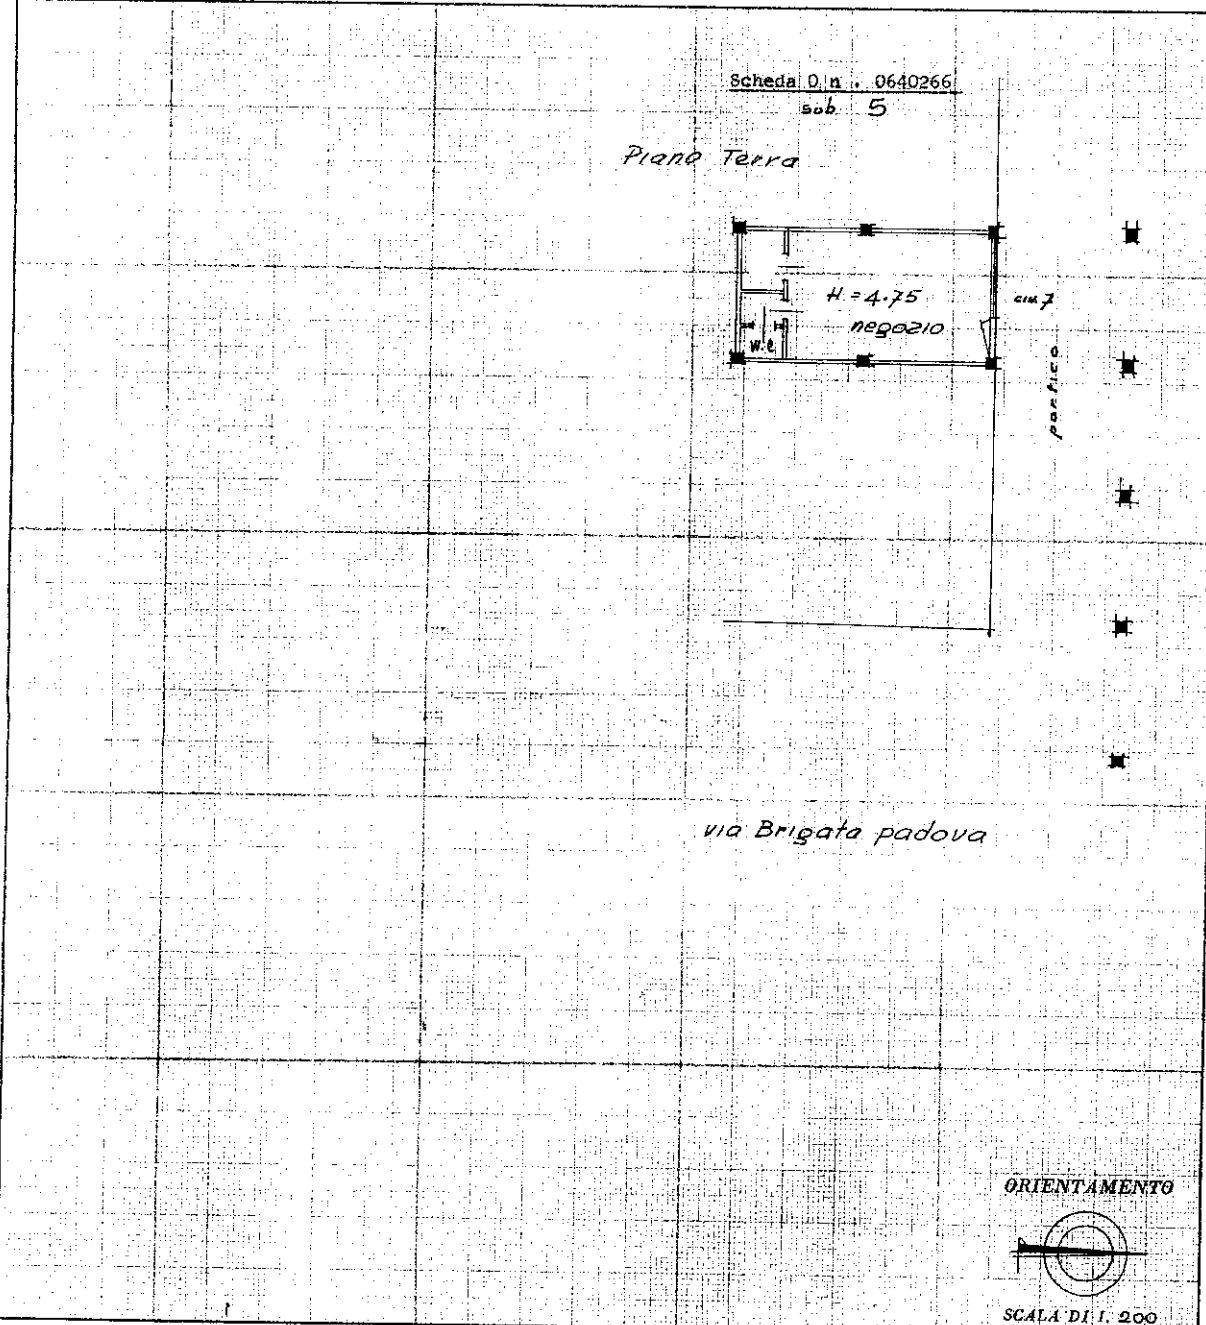 Scheda D n . 0640266
sub 5
Piano Terra
H = 4.75
negozio
w.c
civ. 7
portico
via Brigata padova
ORIENTAMENTO
SCALA DI 1. 200